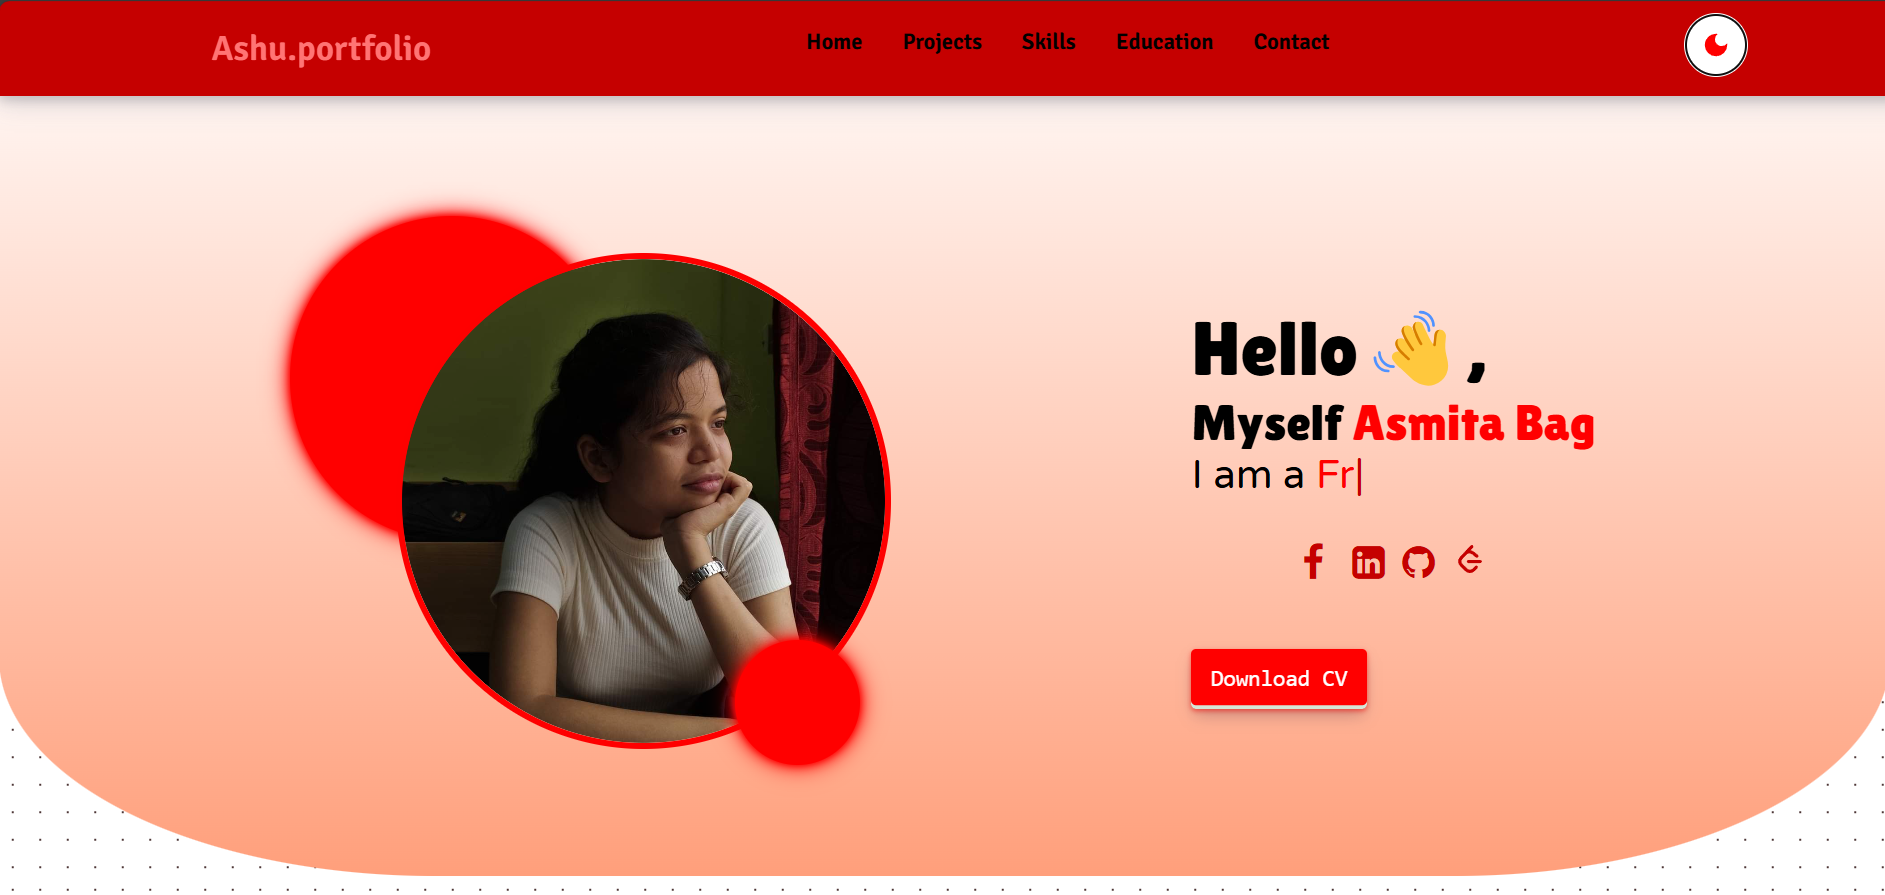 Ashu.portfolio
Home Projects Skills Education Contact
Hello 👋 ,
Myself Asmita Bag
I am a Fr|
Download CV